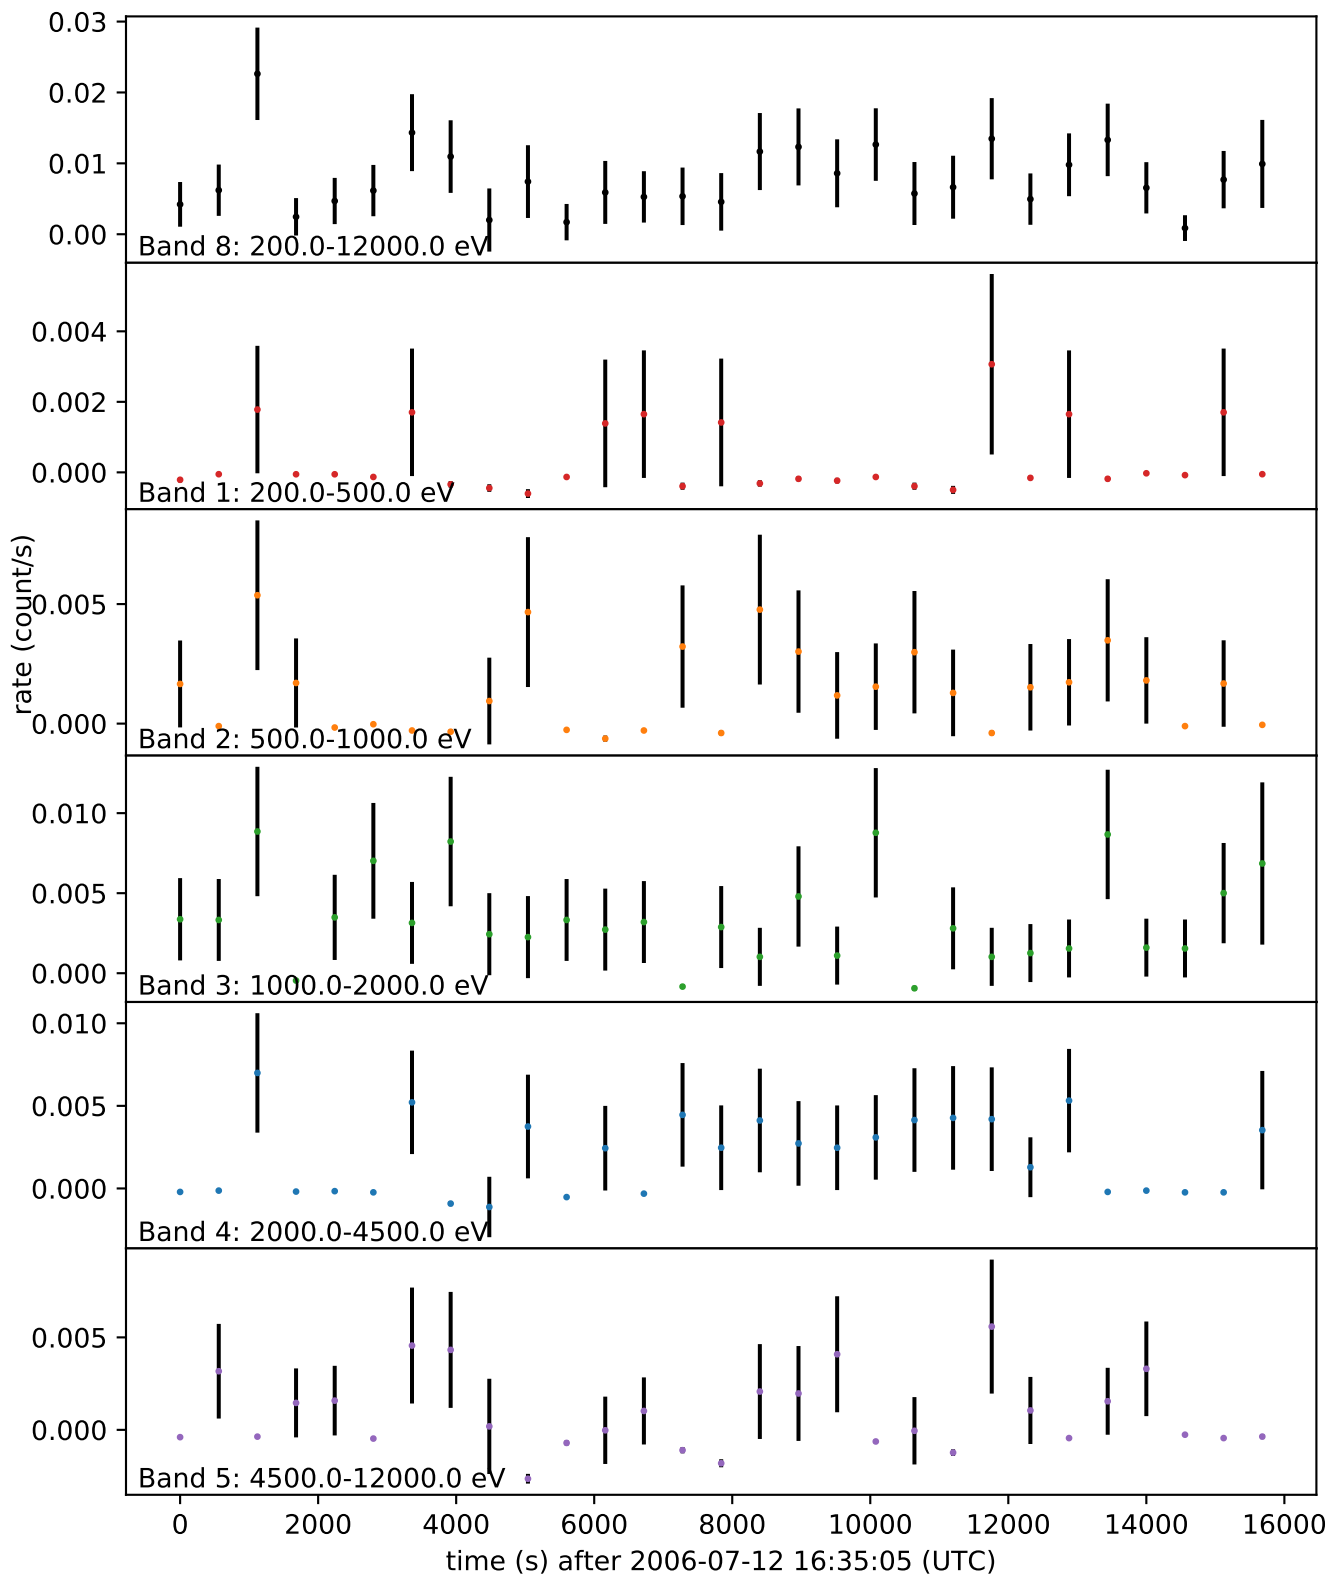 0.03
0.02
0.01
0.00
Band 8: 200.0-12000.0 eV
0.004
0.002
0.000
Band 1: 200.0-500.0 eV
rate (count/s)
0.005
0.000
Band 2: 500.0-1000.0 eV
0.010
0.005
0.000
Band 3: 1000.0-2000.0 eV
0.010
0.005
0.000
Band 4: 2000.0-4500.0 eV
0.005
0.000
Band 5: 4500.0-12000.0 eV
0 2000 4000 6000 8000 10000 12000 14000 16000
time (s) after 2006-07-12 16:35:05 (UTC)